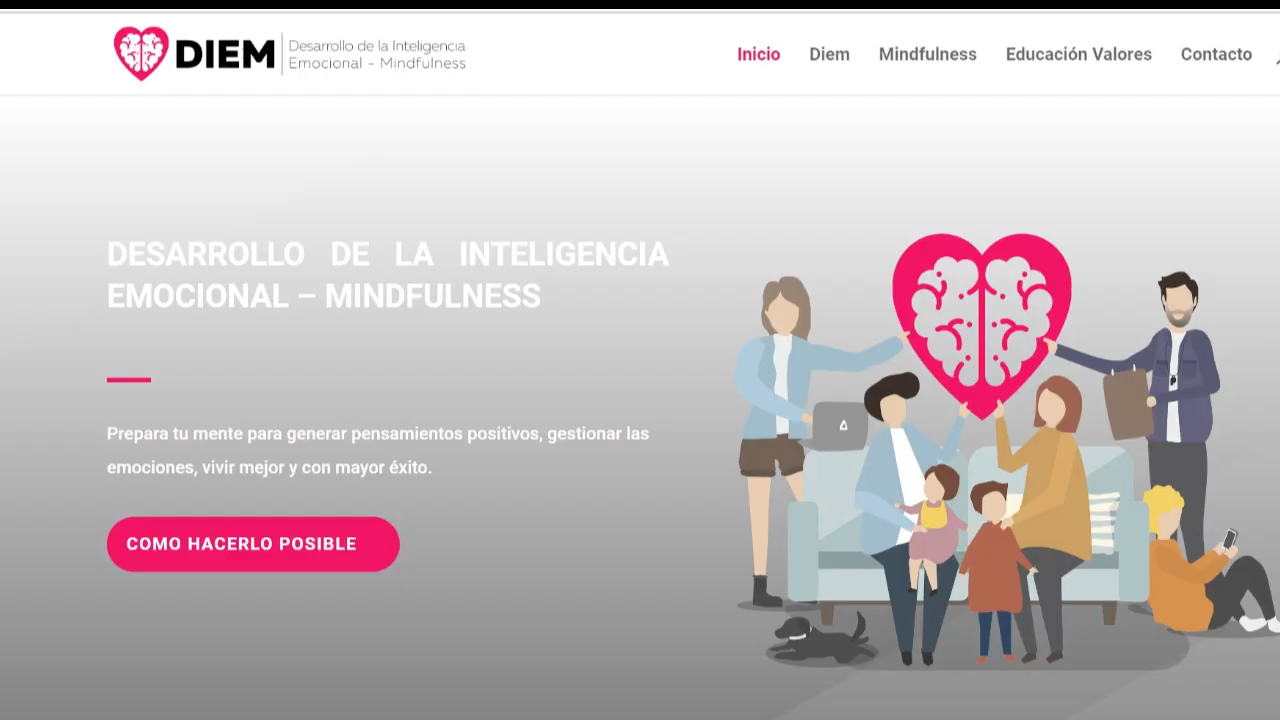 DIEM
Desarrollo de la Inteligencia
Emocional - Mindfulness
Inicio Diem Mindfulness Educación Valores Contacto
DESARROLLO DE LA INTELIGENCIA
EMOCIONAL – MINDFULNESS
Prepara tu mente para generar pensamientos positivos, gestionar las
emociones, vivir mejor y con mayor éxito.
COMO HACERLO POSIBLE